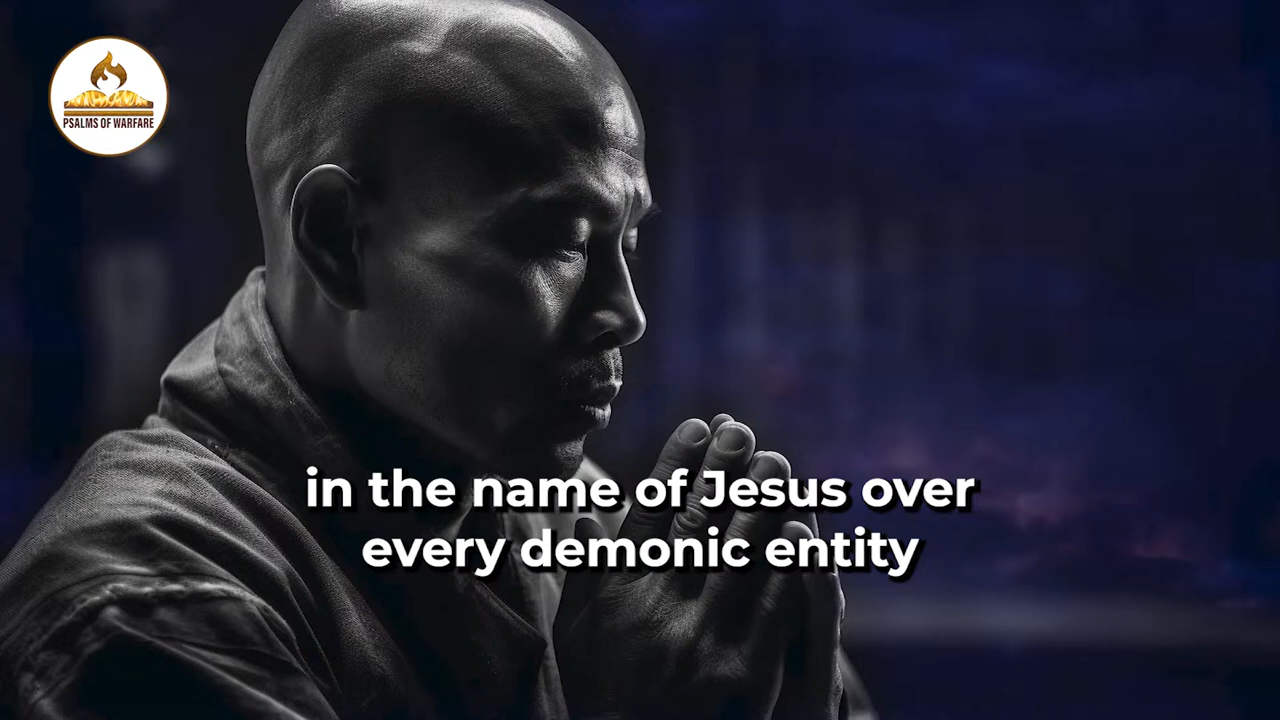 PSALMS OF WARFARE
in the name of Jesus over
every demonic entity